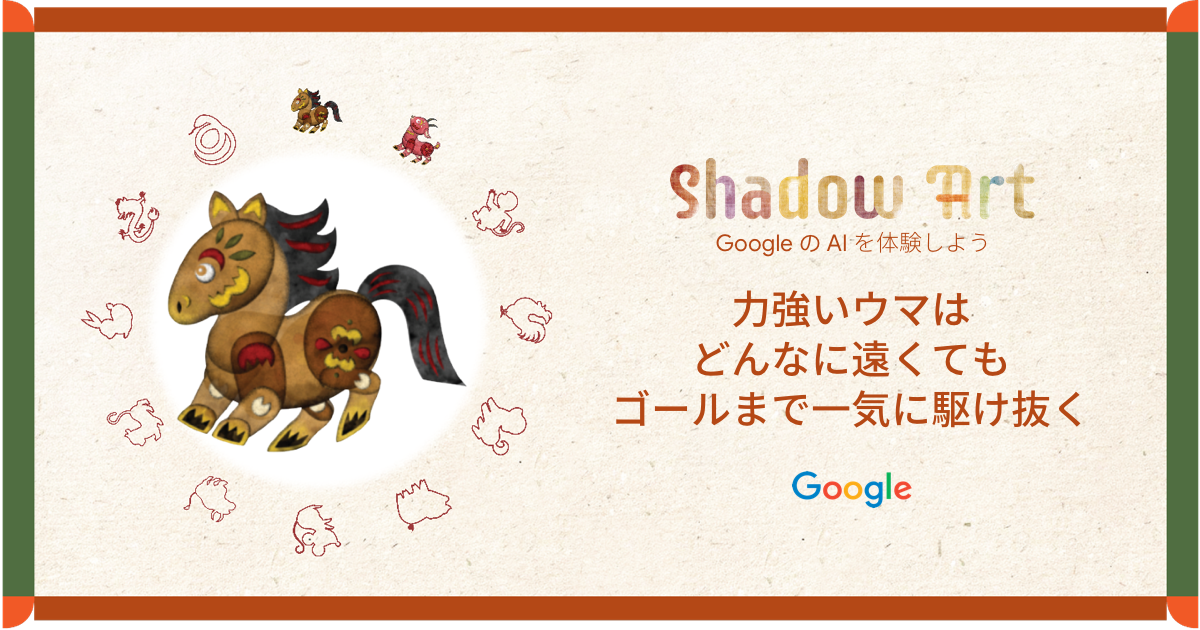 Shadow Art
Google の AI を体験しよう
力強いウマは
どんなに遠くても
ゴールまで一気に駆け抜く
Google